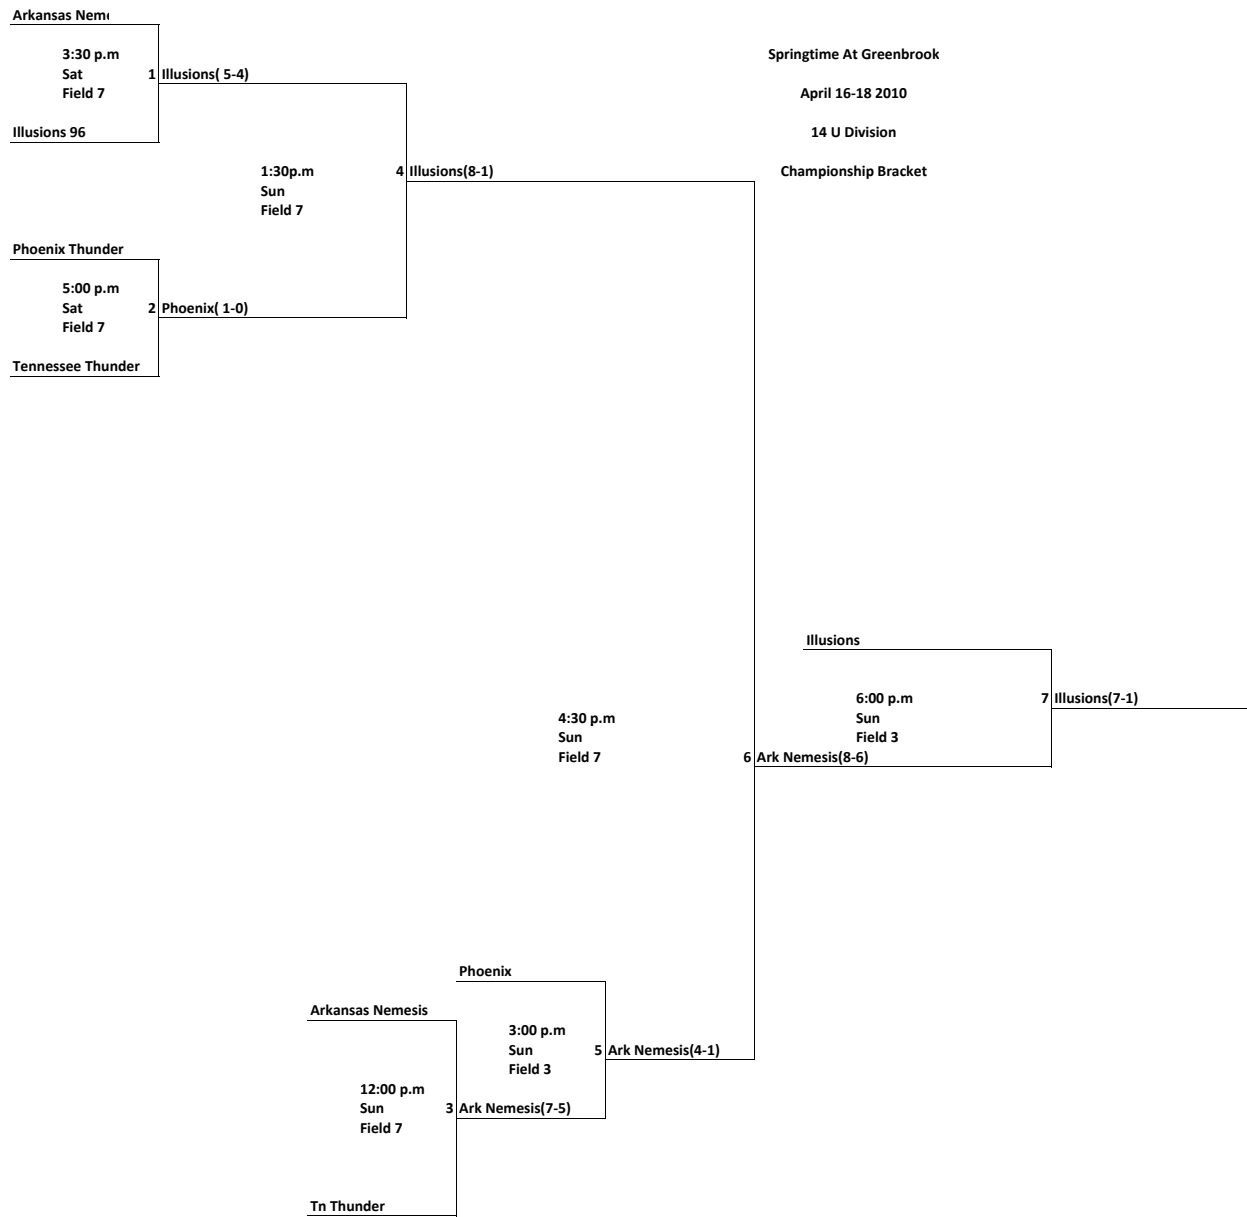 Arkansas Nem
3:30 p.m
Sat
1 Illusions( 5-4)
Field 7
Illusions 96
Springtime At Greenbrook
April 16-18 2010
14 U Division
Championship Bracket
1:30p.m
4 Illusions(8-1)
Sun
Field 7
Phoenix Thunder
5:00 p.m
Sat
2 Phoenix( 1-0)
Field 7
Tennessee Thunder
Illusions
6:00 p.m
7 Illusions(7-1)
Sun
Field 3
4:30 p.m
Sun
Field 7
6 Ark Nemesis(8-6)
Phoenix
Arkansas Nemesis
3:00 p.m
Sun
5 Ark Nemesis(4-1)
Field 3
12:00 p.m
Sun
3 Ark Nemesis(7-5)
Field 7
Tn Thunder